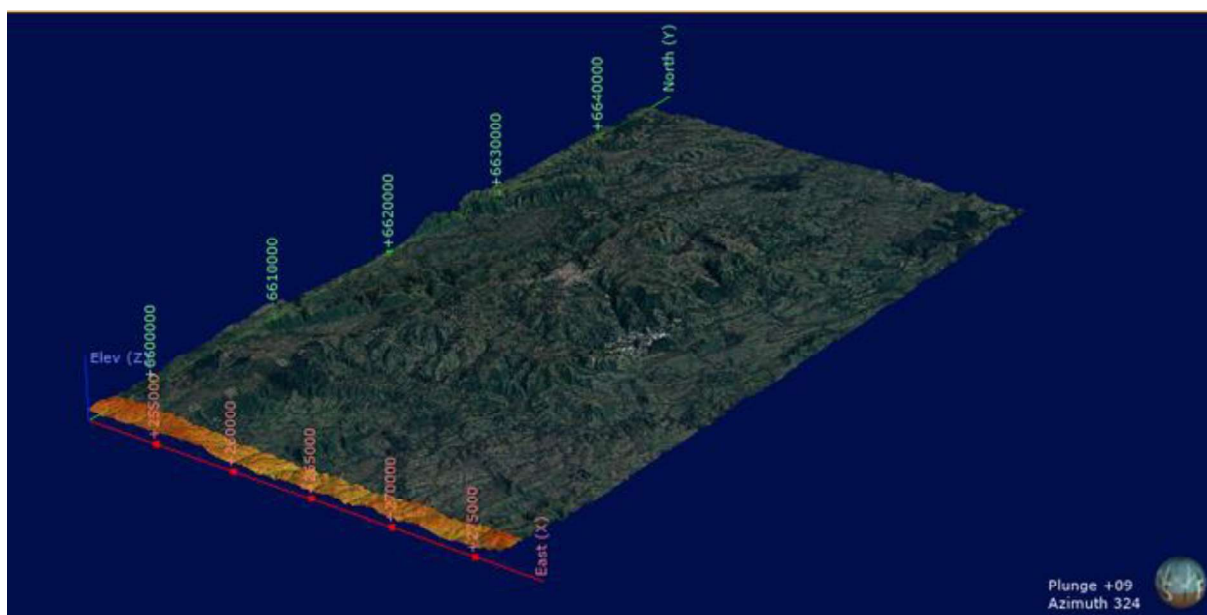 North (Y)
+6640000
+6630000
+6620000
6610000
+6600000
Elev (Z)
+255000
+260000
+265000
+270000
+275000
East (X)
Plunge +09
Azimuth 324